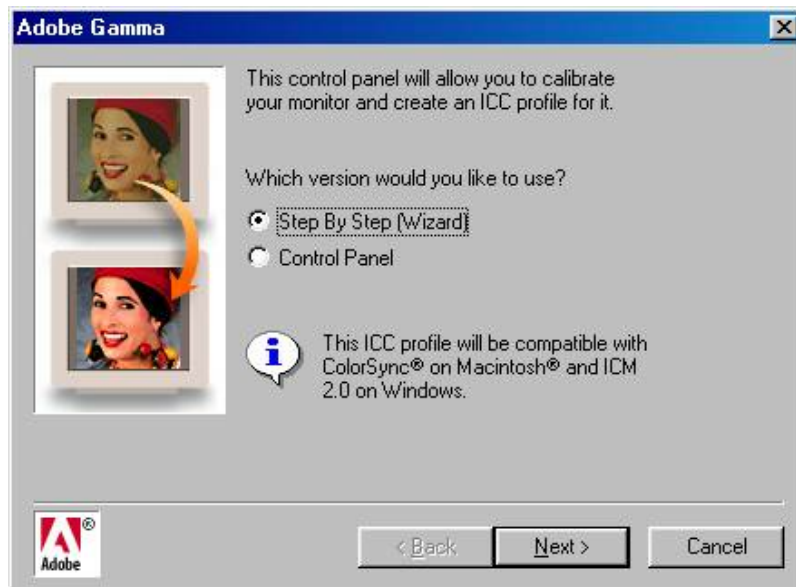 Adobe Gamma
This control panel will allow you to calibrate
your monitor and create an ICC profile for it.
Which version would you like to use?
Step By Step (Wizard)
Control Panel
This ICC profile will be compatible with
ColorSync® on Macintosh® and ICM
2.0 on Windows.
Adobe ®
< Back
Next >
Cancel